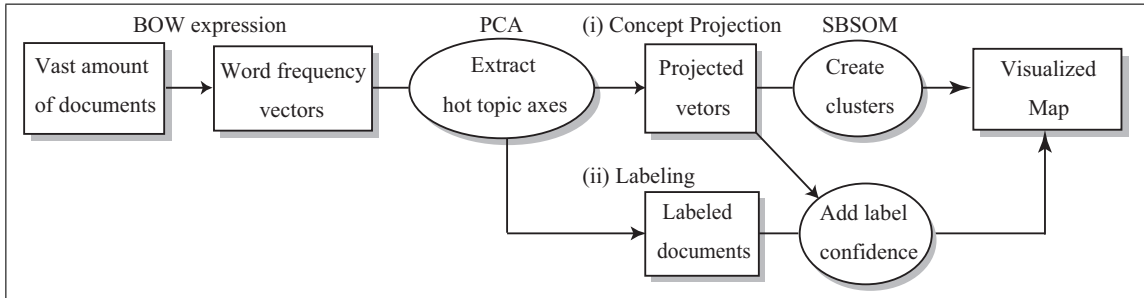 BOW expression
PCA
(i) Concept Projection
SBSOM
Vast amount
of documents
Word frequency
vectors
Extract
hot topic axes
Projected
vetors
Create
clusters
Visualized
Map
(ii) Labeling
Labeled
documents
Add label
confidence